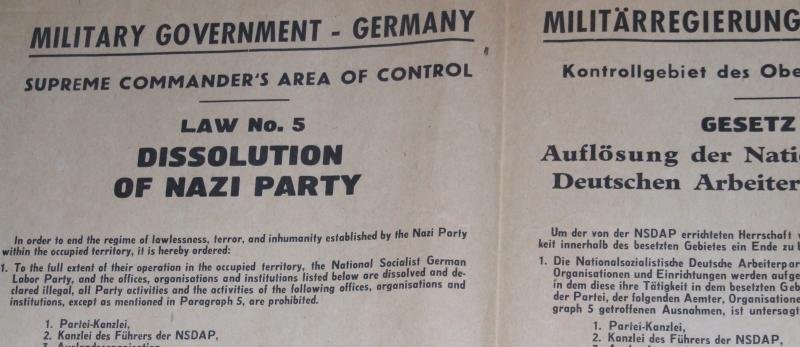 MILITARY GOVERNMENT - GERMANY
SUPREME COMMANDER'S AREA OF CONTROL
LAW No. 5
DISSOLUTION
OF NAZI PARTY
In order to end the regime of lawlessness, terror, and inhumanity established by the Nazi Party
within the occupied territory, it is hereby ordered:
1. To the full extent of their operation in the occupied territory, the National Socialist German
Labor Party, and the offices, organisations and institutions listed below are dissolved and de-
clared illegal, all Party activities and the activities of the following offices, organisations and
institutions, except as mentioned in Paragraph 5, are prohibited.
1. Partei-Kanzlei,
2. Kanzlei des Führers der NSDAP,
MILITÄRREGIERUNG
Kontrollgebiet des
GESETZ
Auflösung der
Deutschen
Um der von der NSDAP errichteten Herrschaft
keit innerhalb des besetzten Gebietes ein Ende zu
1. Die Nationalsozialistische Deutsche
Organisationen und Einrichtungen werden
in dem diese ihre Tätigkeit in dem besetzten
der Partei, der folgenden Aemter,
graph 5 getroffenen Ausnahmen, ist untersagt
1. Partei-Kanzlei,
2. Kanzlei des Führers der NSDAP,